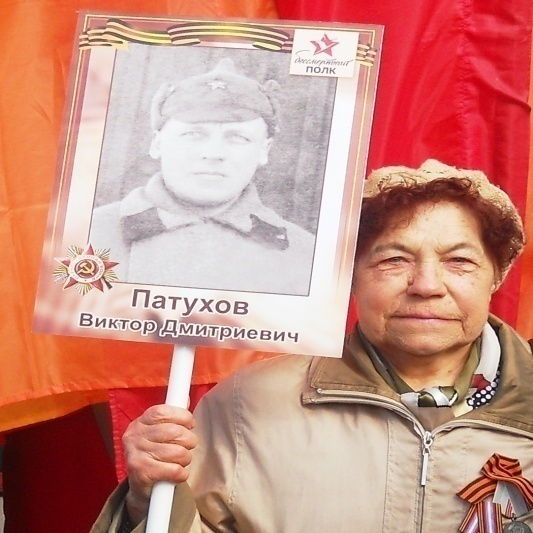 бессмертный
ПОЛК
Патухов
Виктор Дмитриевич